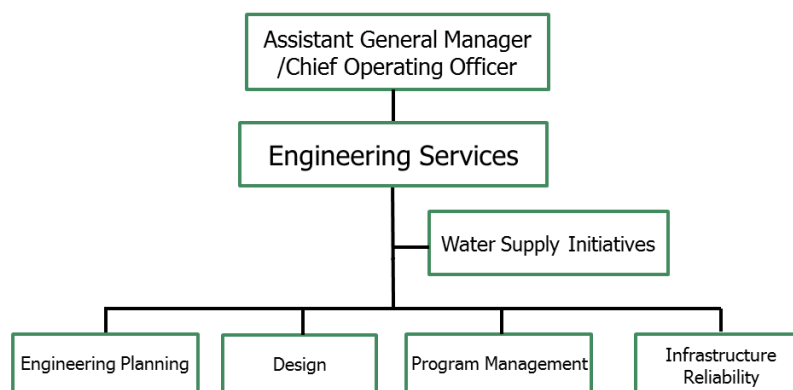 Assistant General Manager
/Chief Operating Officer
Engineering Services
Water Supply Initiatives
Engineering Planning
Design
Program Management
Infrastructure
Reliability